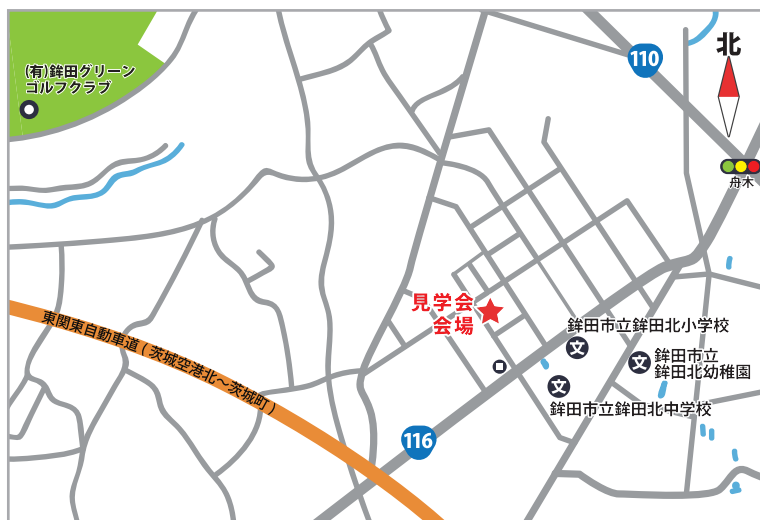 (有)鉾田グリーン
ゴルフクラブ
110
北
舟木
見学会
会場
東関東自動車道(茨城空港北～茨城町)
鉾田市立鉾田北小学校
文
文
鉾田市立
鉾田北幼稚園
文
鉾田市立鉾田北中学校
116